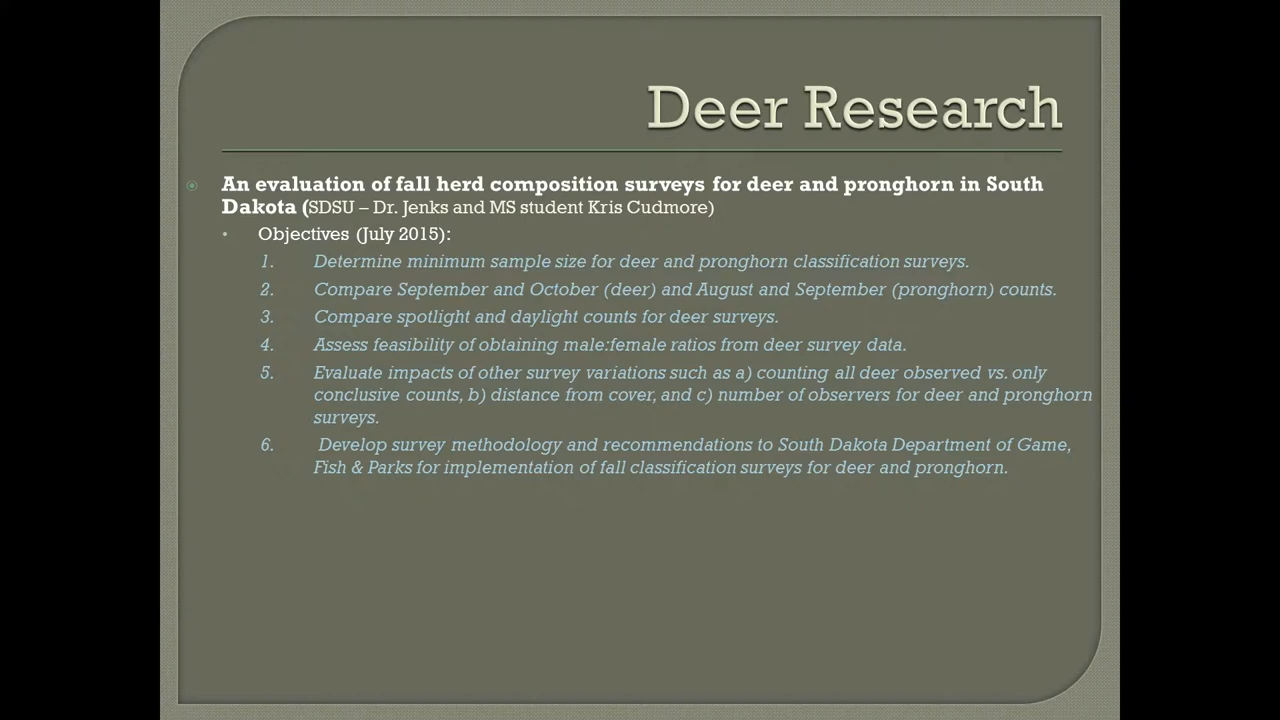 Deer Research
An evaluation of fall herd composition surveys for deer and pronghorn in South
Dakota (SDSU – Dr. Jenks and MS student Kris Cudmore)
• Objectives (July 2015):
1. Determine minimum sample size for deer and pronghorn classification surveys.
2. Compare September and October (deer) and August and September (pronghorn) counts.
3. Compare spotlight and daylight counts for deer surveys.
4. Assess feasibility of obtaining male:female ratios from deer survey data.
5. Evaluate impacts of other survey variations such as a) counting all deer observed vs. only
conclusive counts, b) distance from cover, and c) number of observers for deer and pronghorn
surveys.
6. Develop survey methodology and recommendations to South Dakota Department of Game,
Fish & Parks for implementation of fall classification surveys for deer and pronghorn.